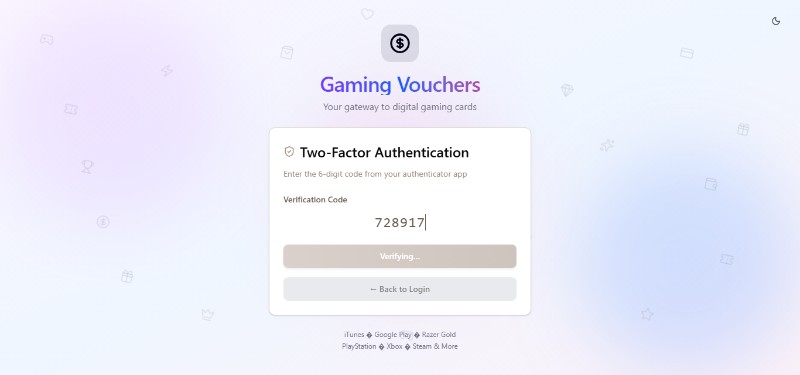 Gaming Vouchers
Your gateway to digital gaming cards
Two-Factor Authentication
Enter the 6-digit code from your authenticator app
Verification Code
728917
Verifying...
← Back to Login
iTunes � Google Play � Razer Gold
PlayStation � Xbox � Steam & More